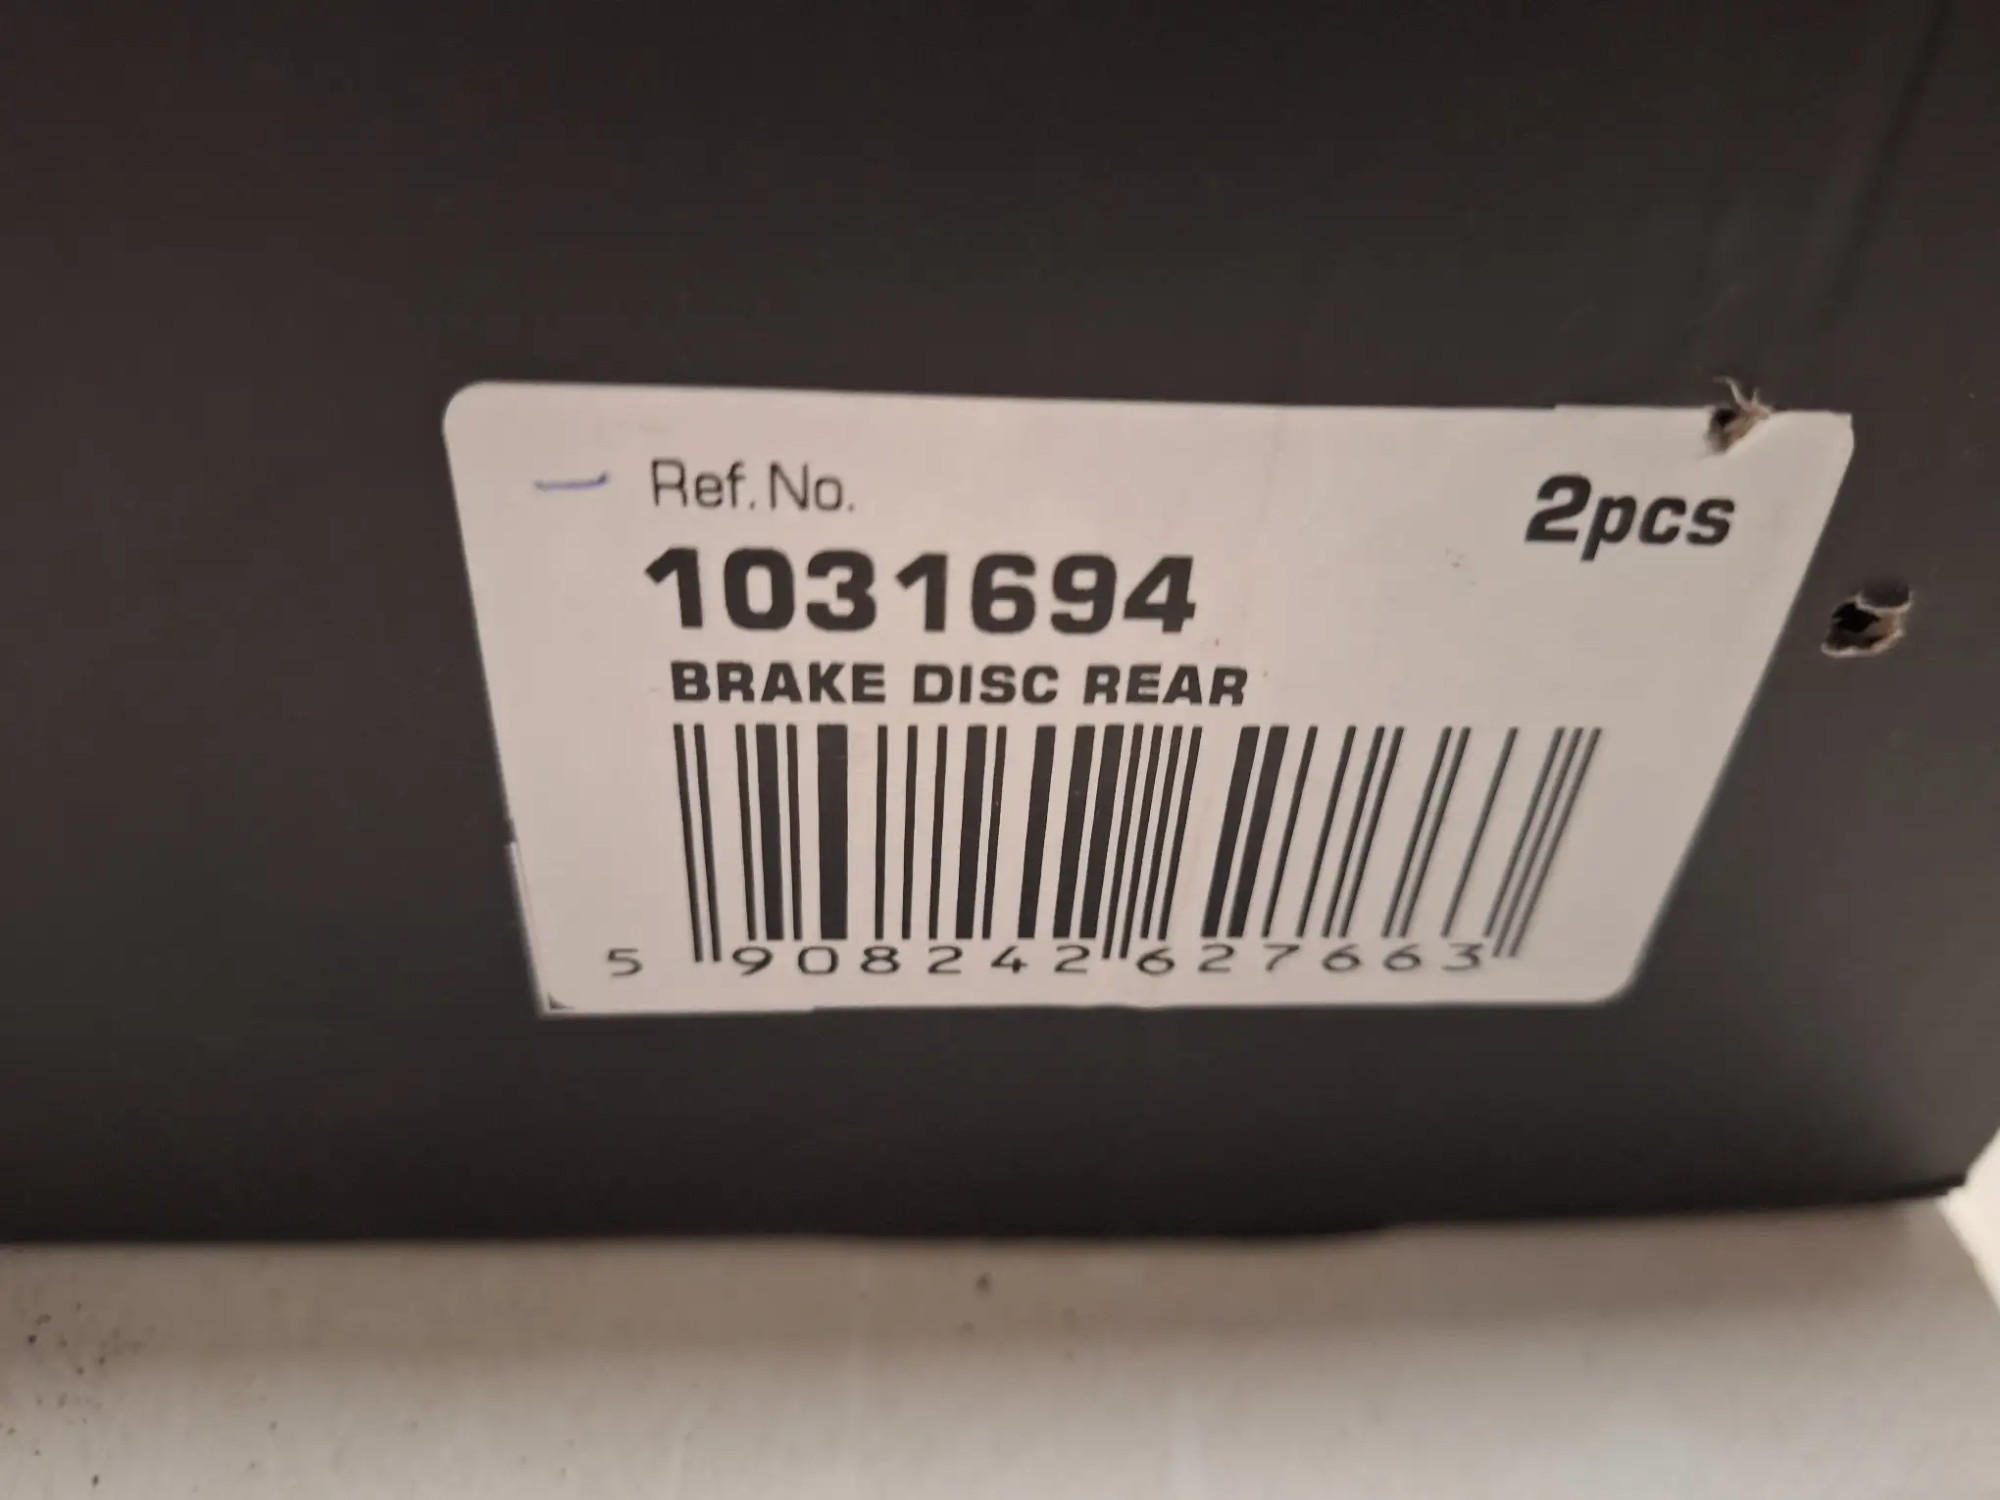 Ref. No.
2pcs
1031694
BRAKE DISC REAR
5 908242 627663